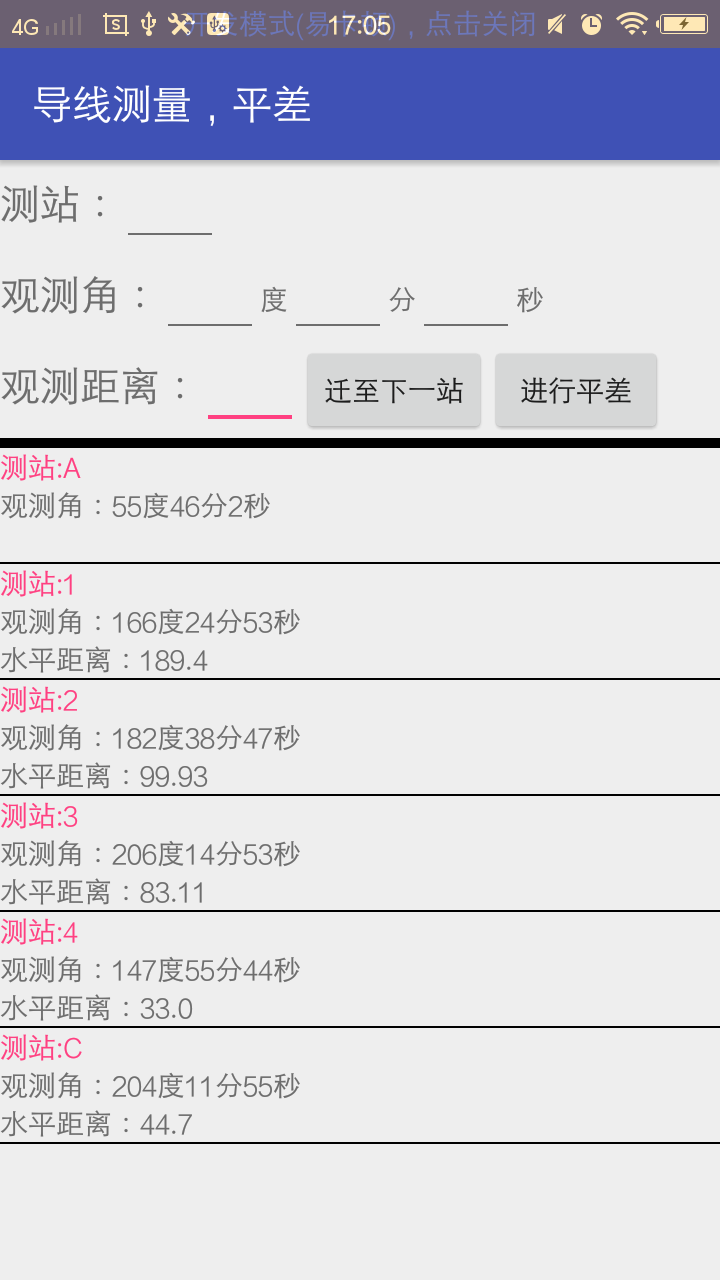 4G 开发模式(易卡顿)，点击关闭 17:05
导线测量，平差
测站：
观测角： 度 分 秒
观测距离： 迁至下一站 进行平差
测站:A
观测角：55度46分2秒
测站:1
观测角：166度24分53秒
水平距离：189.4
测站:2
观测角：182度38分47秒
水平距离：99.93
测站:3
观测角：206度14分53秒
水平距离：83.11
测站:4
观测角：147度55分44秒
水平距离：33.0
测站:C
观测角：204度11分55秒
水平距离：44.7